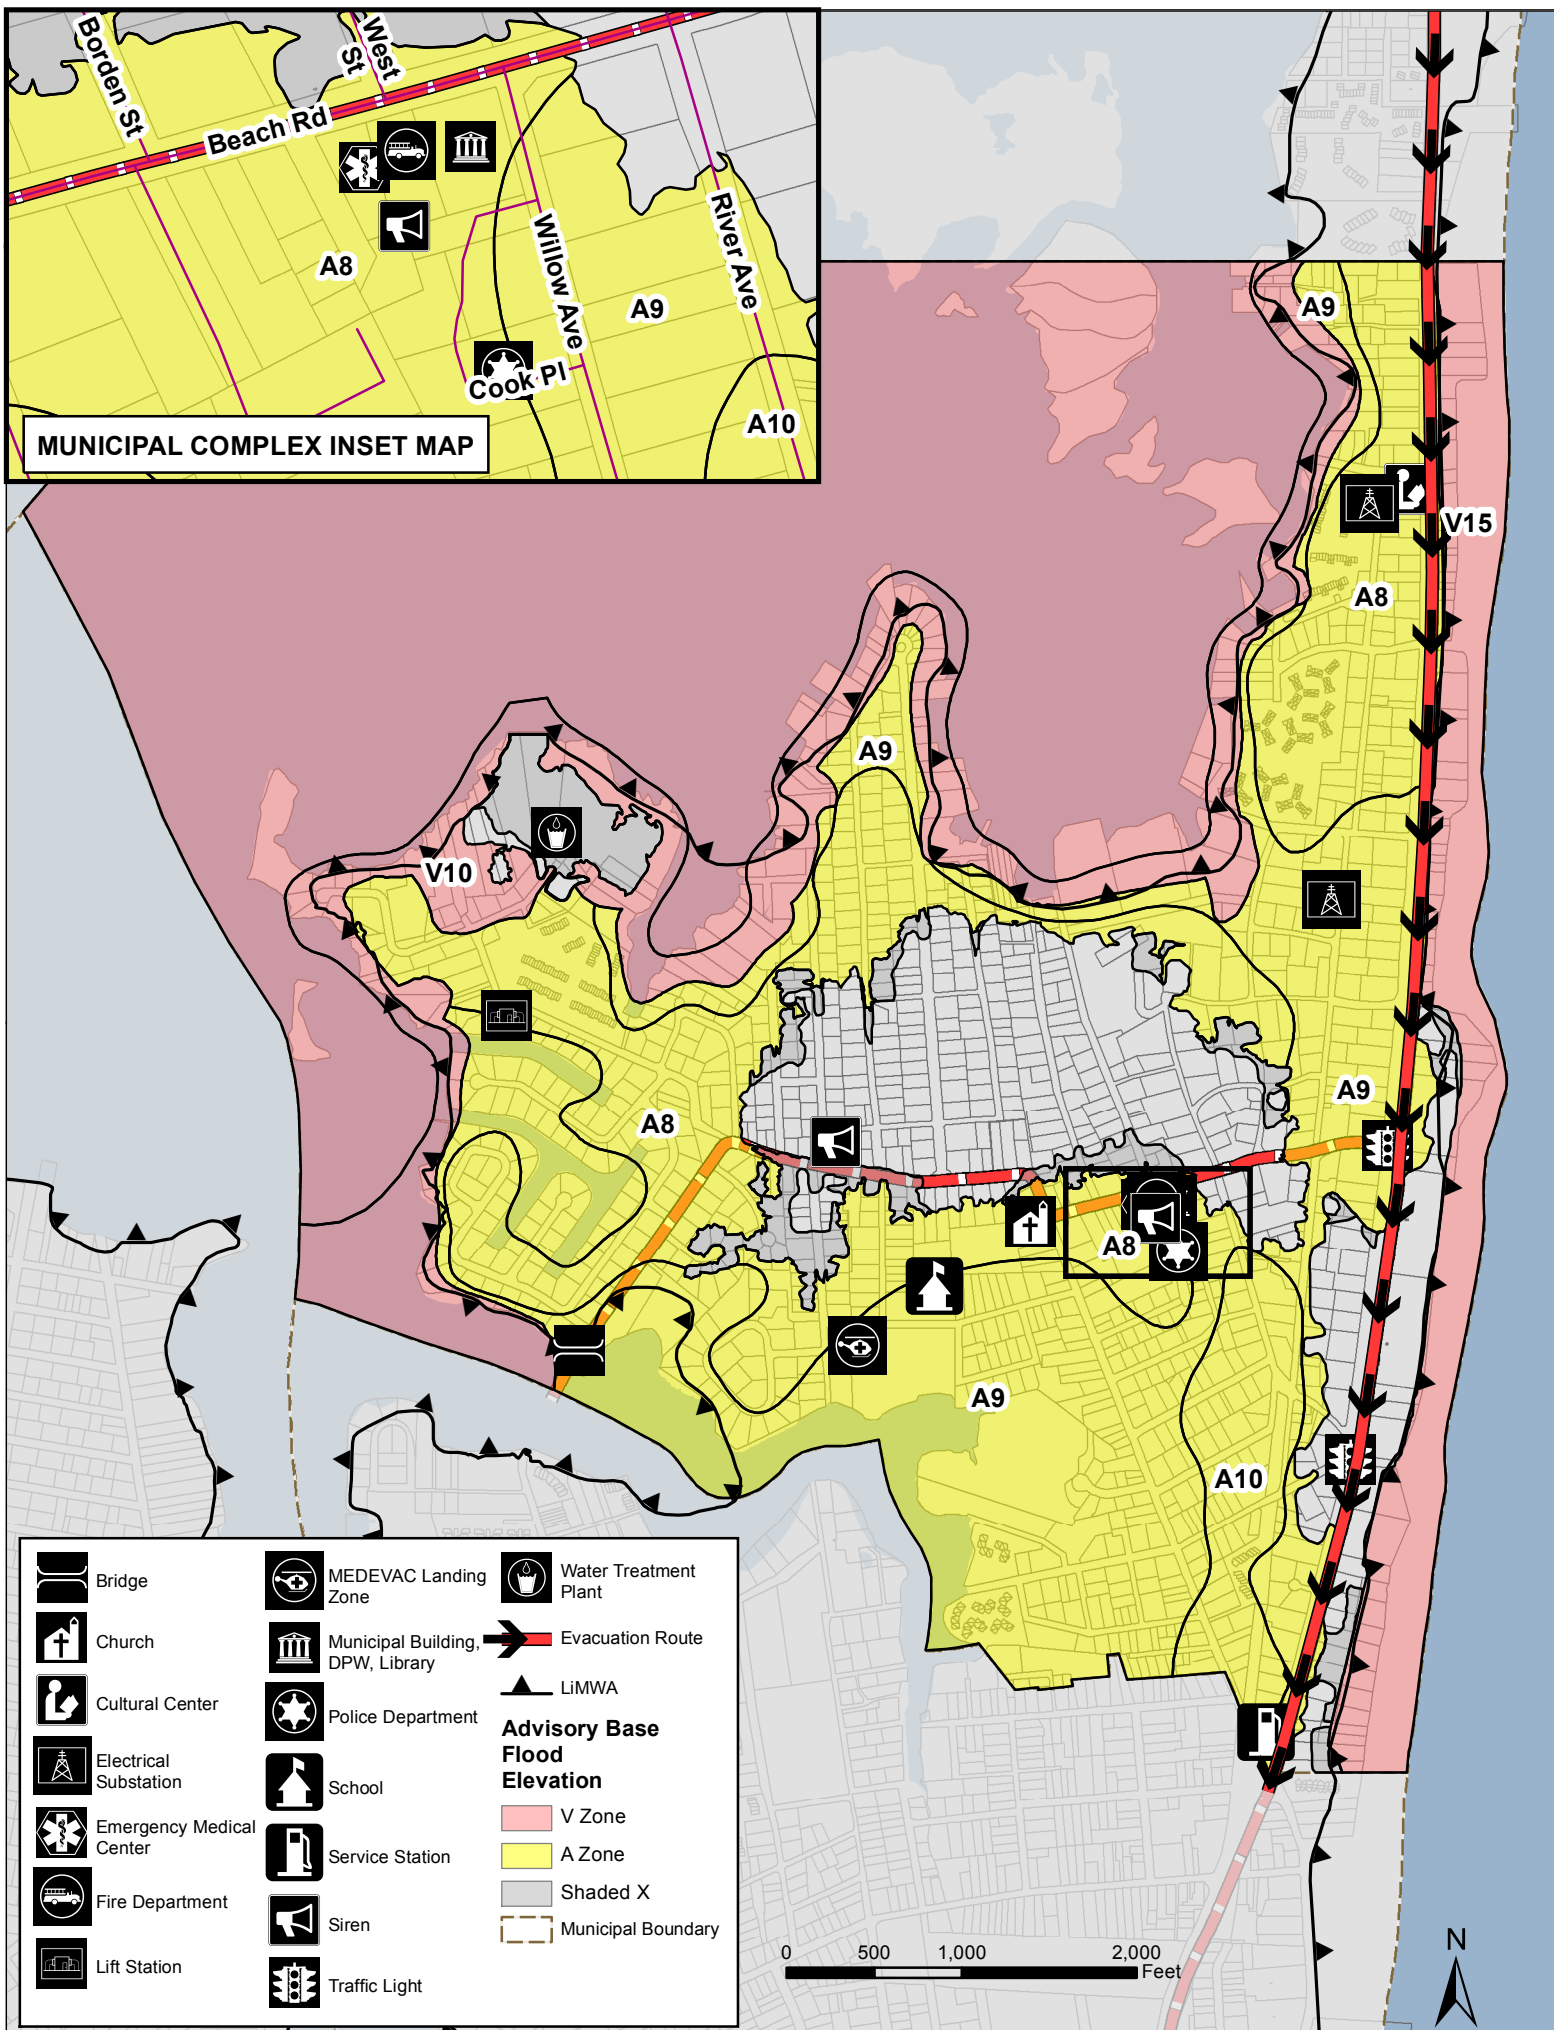 Borden St
West St
Beach Rd
Willow Ave
River Ave
A8
A9
Cook Pl
A10
MUNICIPAL COMPLEX INSET MAP
A9
V15
A8
A9
V10
A9
A8
A8
A9
A10
Bridge
Church
Cultural Center
Electrical
Substation
Emergency Medical
Center
Fire Department
Lift Station
MEDEVAC Landing
Zone
Municipal Building,
DPW, Library
Police Department
School
Service Station
Siren
Traffic Light
Water Treatment
Plant
Evacuation Route
LiMWA
Advisory Base
Flood
Elevation
V Zone
A Zone
Shaded X
Municipal Boundary
0 500 1,000 2,000
Feet
N